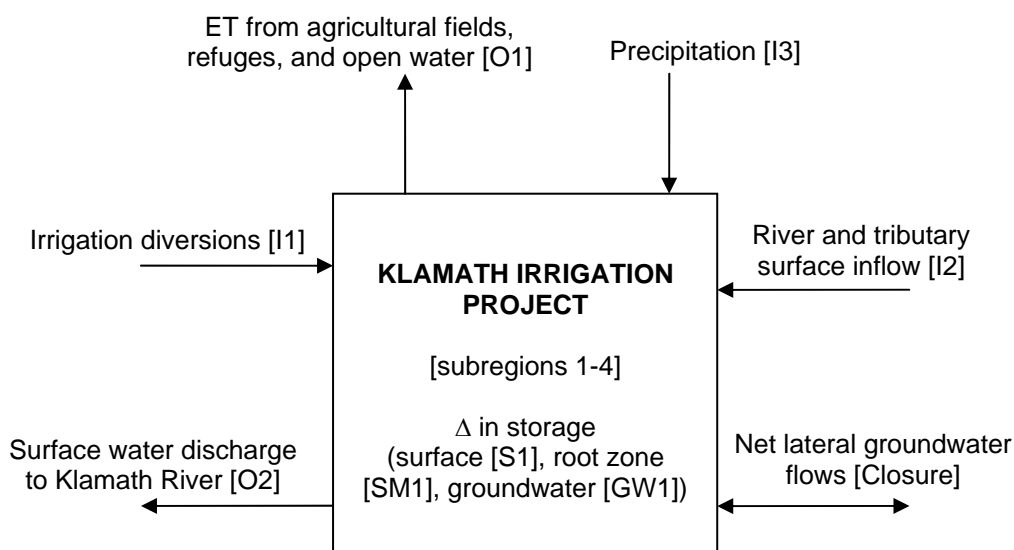 ET from agricultural fields,
refuges, and open water [O1]
Precipitation [I3]
Irrigation diversions [I1]
River and tributary
surface inflow [I2]
KLAMATH IRRIGATION
PROJECT
[subregions 1-4]
Δ in storage
(surface [S1], root zone
[SM1], groundwater [GW1])
Surface water discharge
to Klamath River [O2]
Net lateral groundwater
flows [Closure]